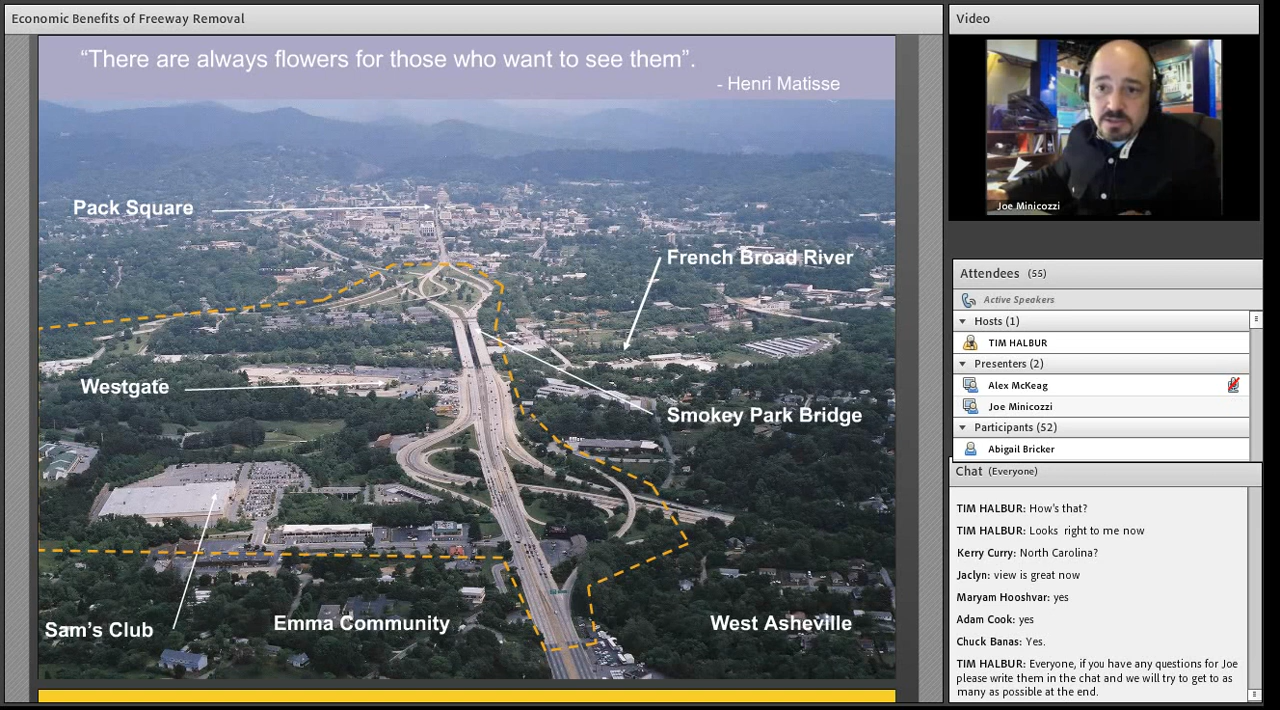 Economic Benefits of Freeway Removal
“There are always flowers for those who want to see them”.
- Henri Matisse
Pack Square
French Broad River
Westgate
Smokey Park Bridge
Sam's Club
Emma Community
West Asheville
Video
Joe Minicozzi
Attendees (55)
Active Speakers
Hosts (1)
TIM HALBUR
Presenters (2)
Alex McKeag
Joe Minicozzi
Participants (52)
Abigail Bricker
Chat (Everyone)
TIM HALBUR: How's that?
TIM HALBUR: Looks right to me now
Kerry Curry: North Carolina?
Jaclyn: view is great now
Maryam Hooshvar: yes
Adam Cook: yes
Chuck Banas: Yes.
TIM HALBUR: Everyone, if you have any questions for Joe
please write them in the chat and we will try to get to as
many as possible at the end.